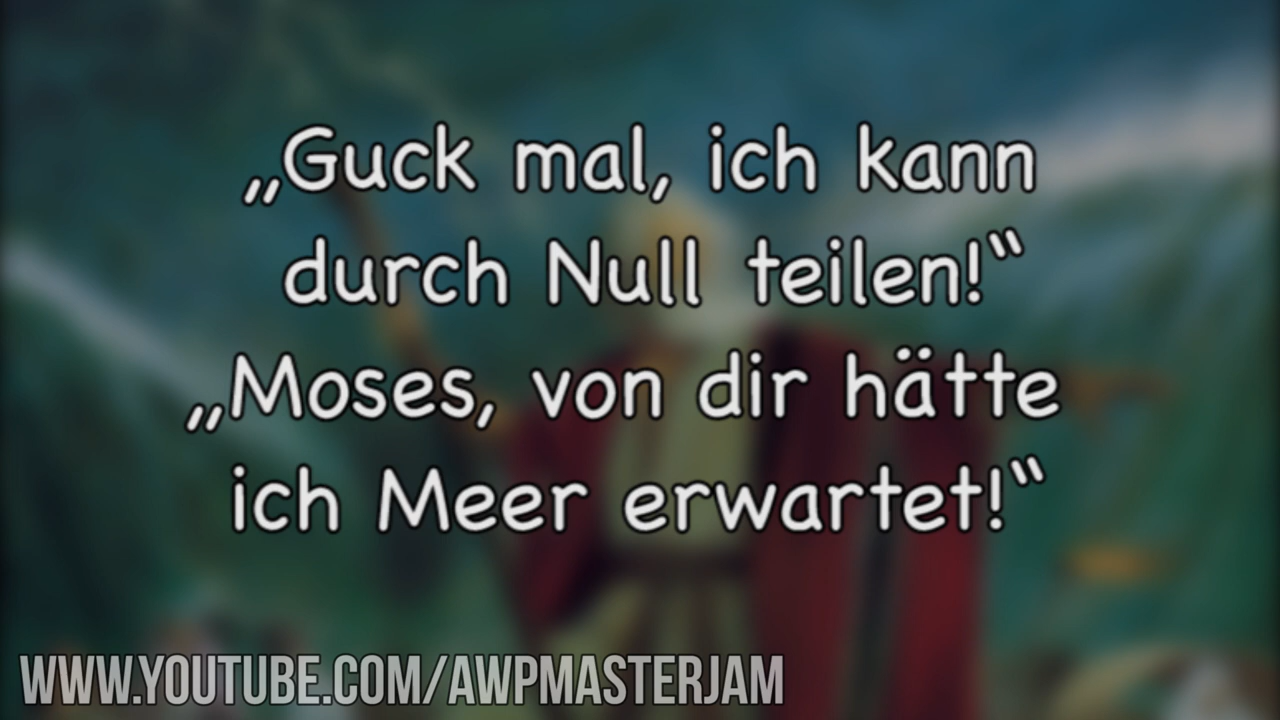 „Guck mal, ich kann
durch Null teilen!“
„Moses, von dir hätte
ich Meer erwartet!“
WWW.YOUTUBE.COM/AWPMASTERJAM